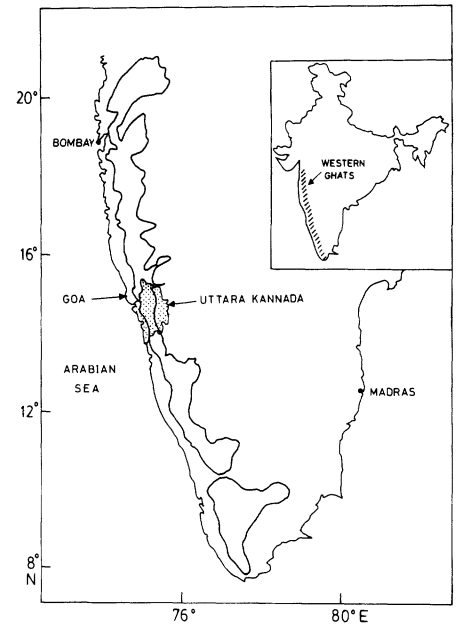 20°
BOMBAY
WESTERN
GHATS
16°
GOA
UTTARA KANNADA
ARABIAN
SEA
MADRAS
12°
8°
N
76°
80°E